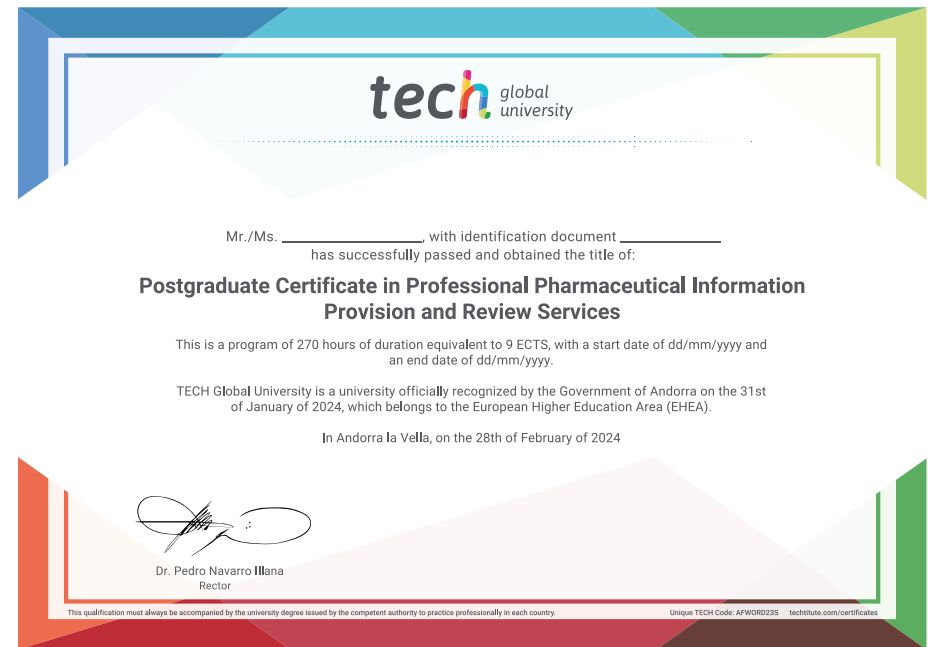 tech global
university
Mr./Ms. ____________________, with identification document ______________
has successfully passed and obtained the title of:
Postgraduate Certificate in Professional Pharmaceutical Information
Provision and Review Services
This is a program of 270 hours of duration equivalent to 9 ECTS, with a start date of dd/mm/yyyy and
an end date of dd/mm/yyyy.
TECH Global University is a university officially recognized by the Government of Andorra on the 31st
of January of 2024, which belongs to the European Higher Education Area (EHEA).
In Andorra la Vella, on the 28th of February of 2024
Dr. Pedro Navarro Illana
Rector
This qualification must always be accompanied by the university degree issued by the competent authority to practice professionally in each country.
Unique TECH Code: AFWORD23S techtitute.com/certificates